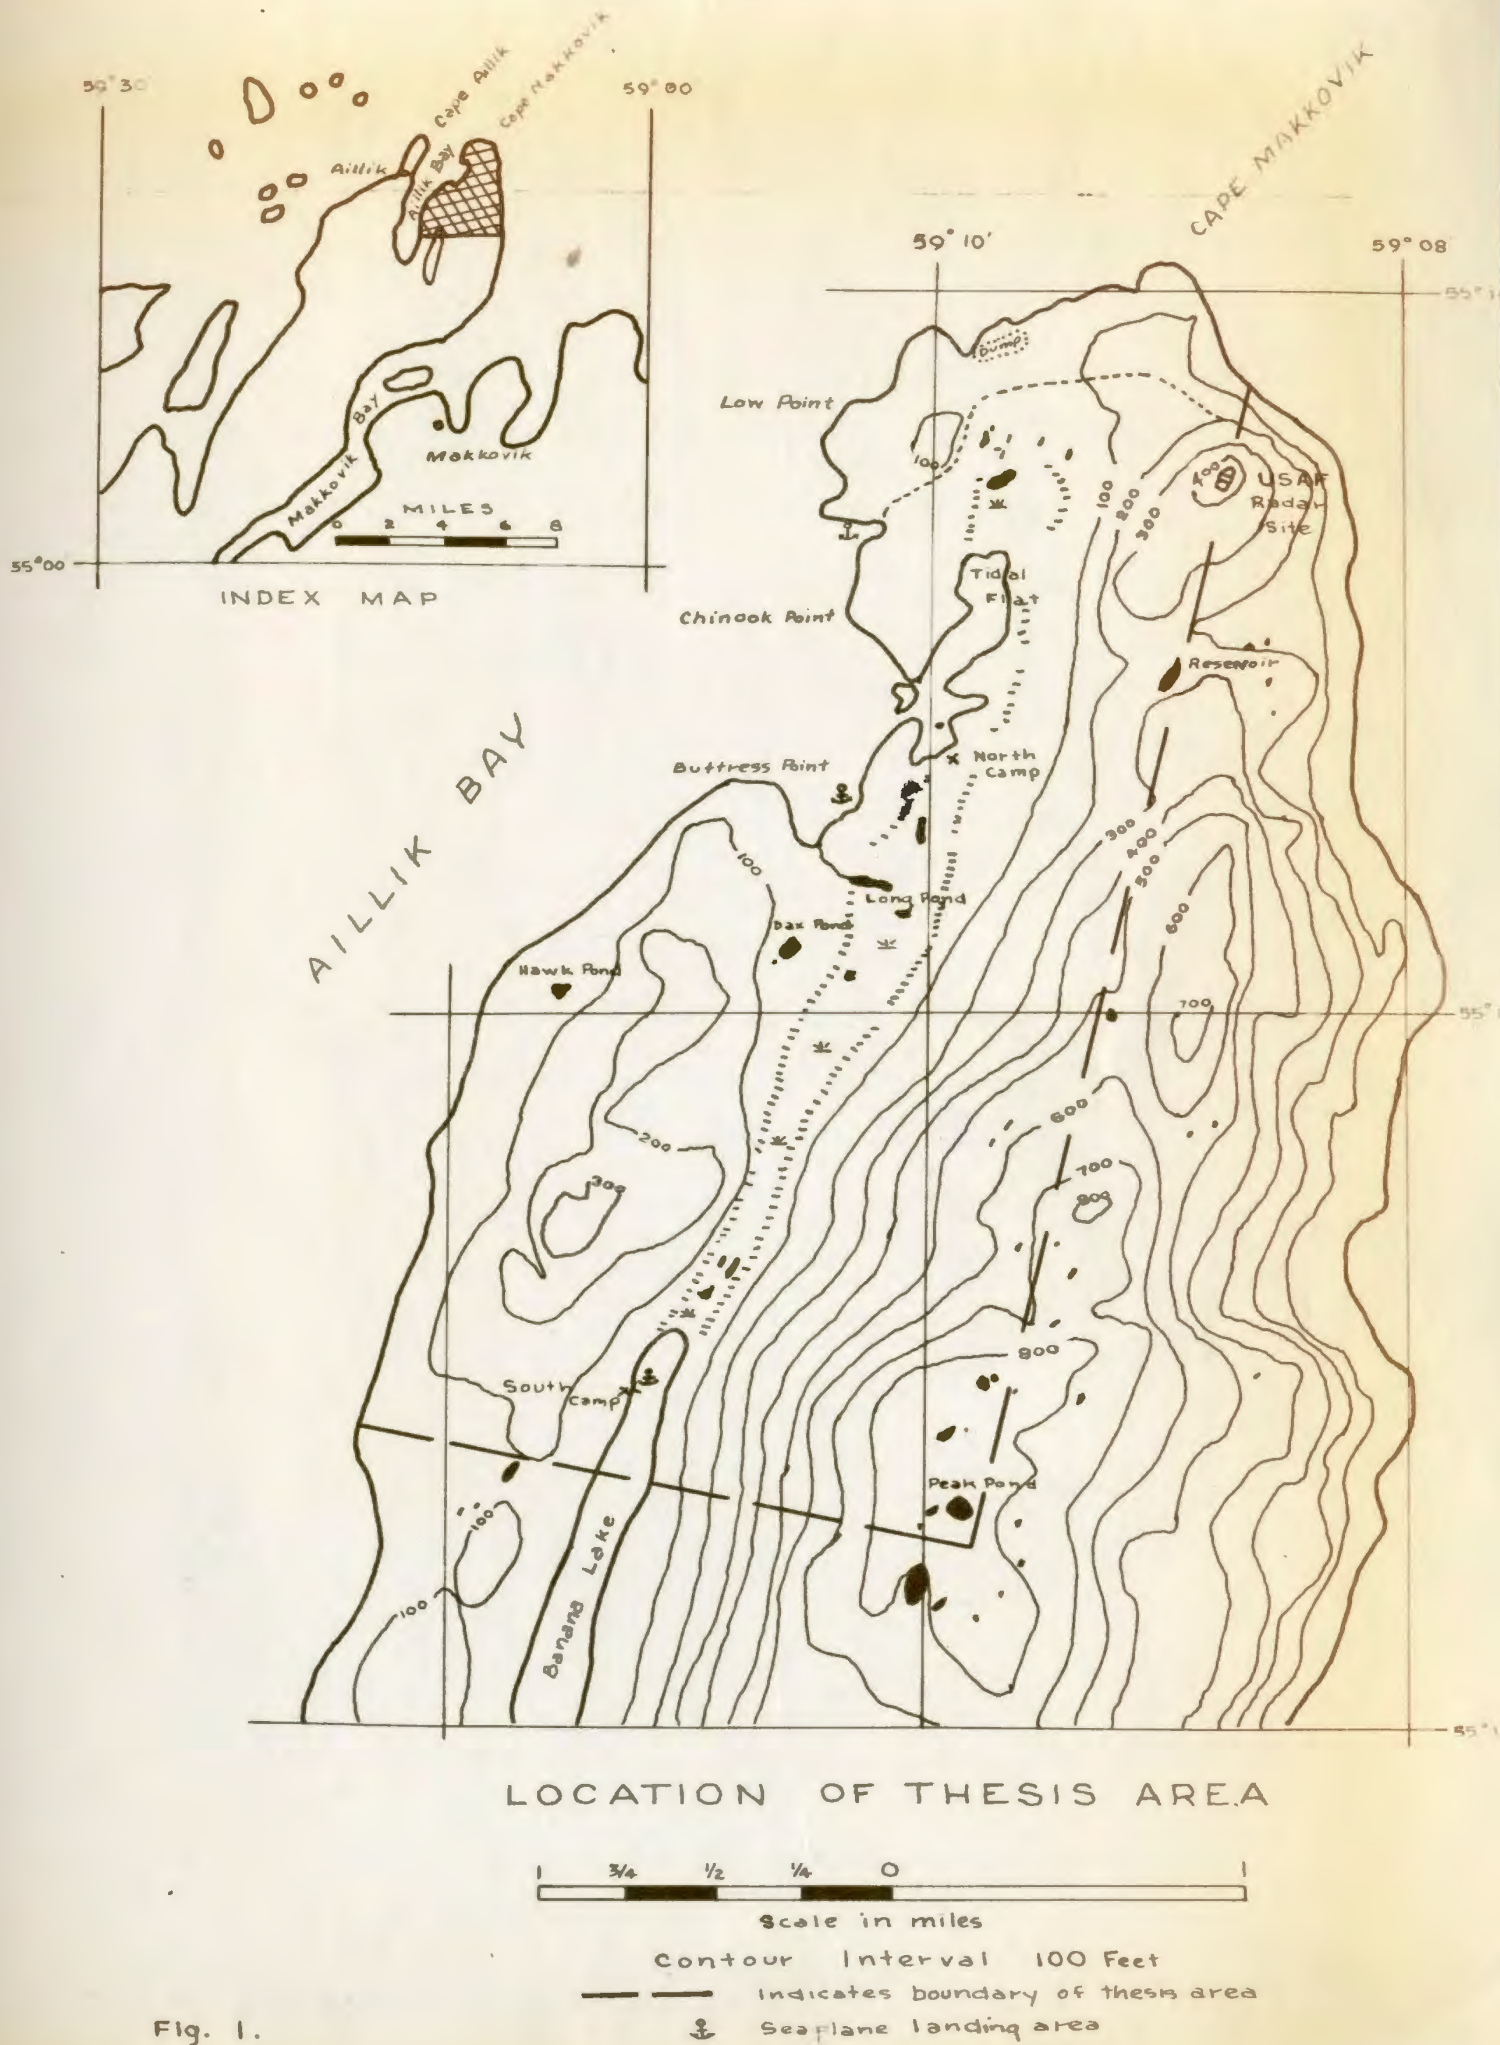 59°30'
59°00
Cape Aillik
Cape Makkovik
Aillik
Aillik Bay
Makkovik Bay
Makkovik
MILES
0 2 4 6 8
55°00
INDEX MAP
CAPE MAKKOVIK
59° 10'
59° 08
Dump
Low Point
100
400
USAF
Radar
Site
100
200
300
Tidal
Flat
Chinook Point
Reservoir
North
Camp
Buttress Point
AILLIK BAY
300
400
500
100
600
Long Pond
Dax Pond
Hawk Pond
700
600
200
700
300
800
800
South
Camp
Peak Pond
100
Banana Lake
100
LOCATION OF THESIS AREA
1 3/4 1/2 1/4 0 1
Scale in miles
Contour Interval 100 Feet
Indicates boundary of thesis area
Seaplane landing area
Fig. 1.